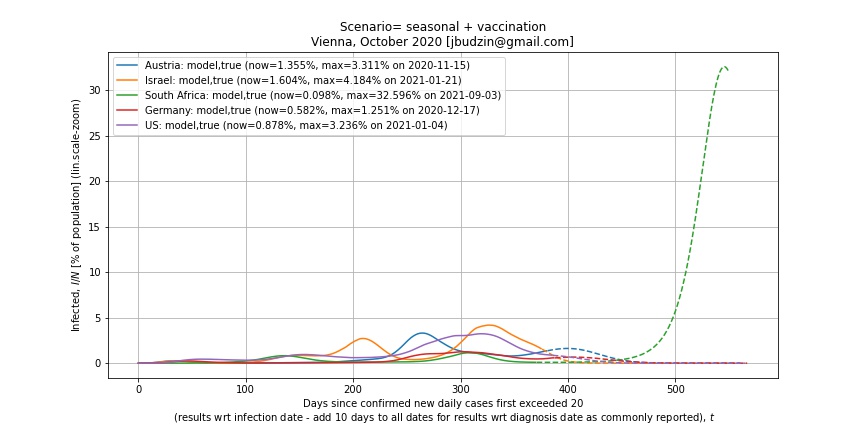 Scenario= seasonal + vaccination
Vienna, October 2020 [jbudzin@gmail.com]
Austria: model,true (now=1.355%, max=3.311% on 2020-11-15)
Israel: model,true (now=1.604%, max=4.184% on 2021-01-21)
South Africa: model,true (now=0.098%, max=32.596% on 2021-09-03)
Germany: model,true (now=0.582%, max=1.251% on 2020-12-17)
US: model,true (now=0.878%, max=3.236% on 2021-01-04)
Infected, I/N [% of population] (lin.scale-zoom)
30
25
20
15
10
5
0
0 100 200 300 400 500
Days since confirmed new daily cases first exceeded 20
(results wrt infection date - add 10 days to all dates for results wrt diagnosis date as commonly reported), t